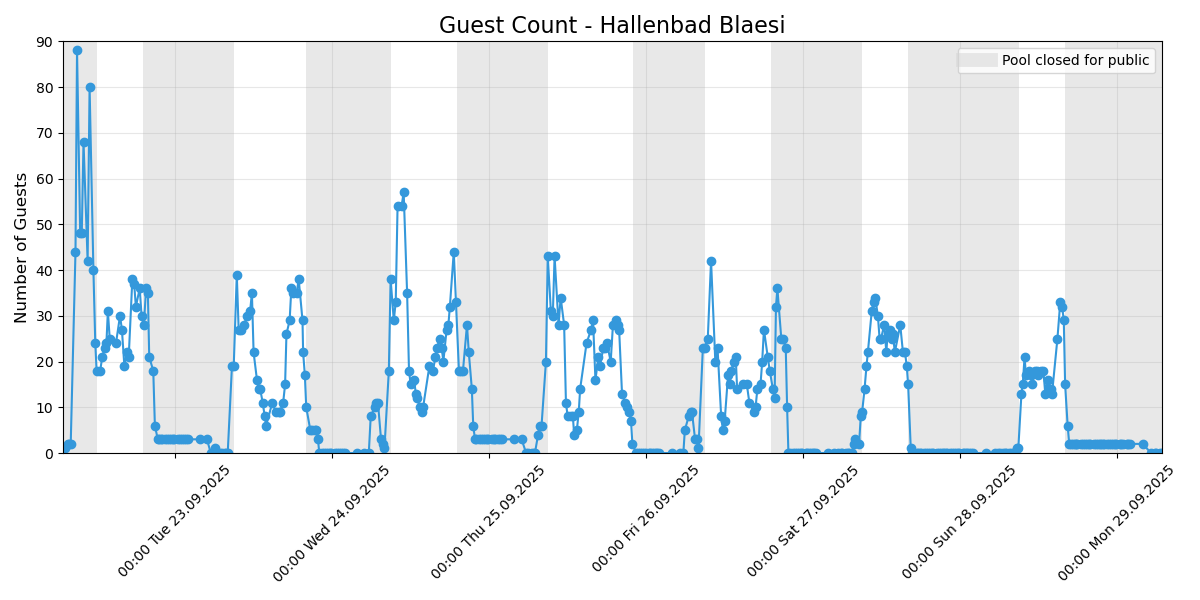 Guest Count - Hallenbad Blaesi
Pool closed for public
Number of Guests
90
80
70
60
50
40
30
20
10
0
00:00 Tue 23.09.2025
00:00 Wed 24.09.2025
00:00 Thu 25.09.2025
00:00 Fri 26.09.2025
00:00 Sat 27.09.2025
00:00 Sun 28.09.2025
00:00 Mon 29.09.2025